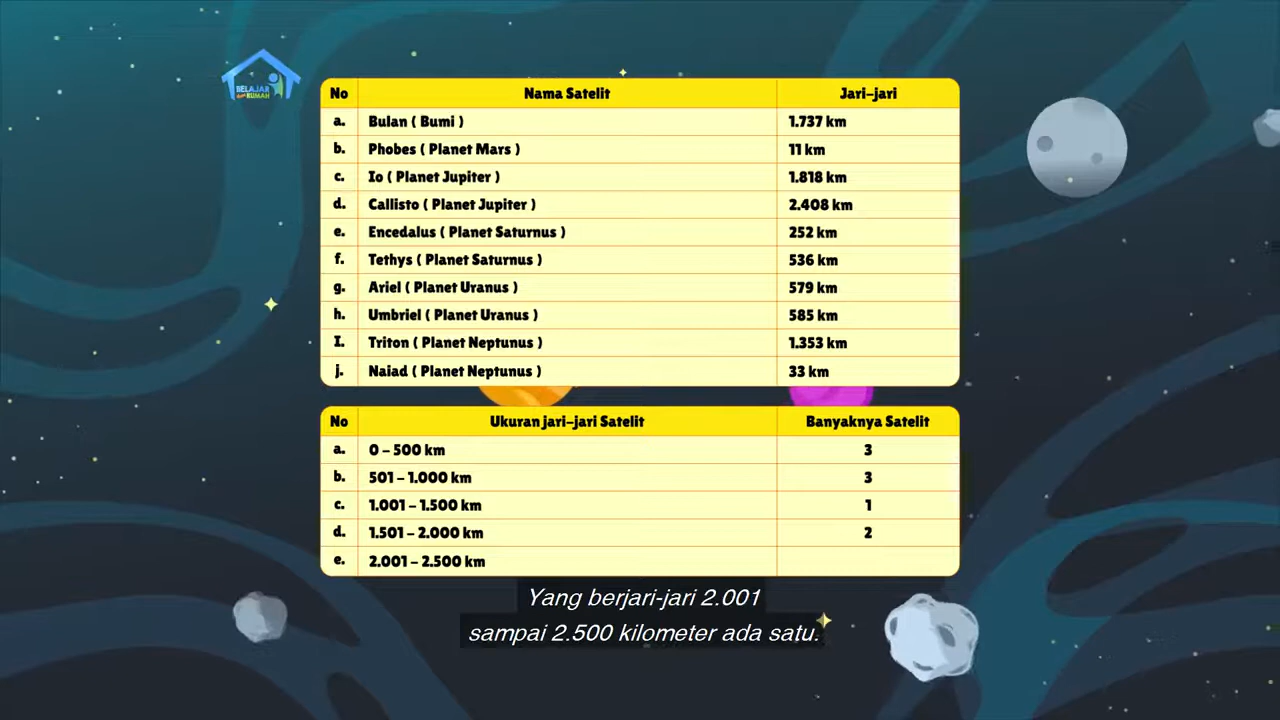 BELAJAR
dari RUMAH
No Nama Satelit Jari-jari
a. Bulan ( Bumi ) 1.737 km
b. Phobes ( Planet Mars ) 11 km
c. Io ( Planet Jupiter ) 1.818 km
d. Callisto ( Planet Jupiter ) 2.408 km
e. Encedalus ( Planet Saturnus ) 252 km
f. Tethys ( Planet Saturnus ) 536 km
g. Ariel ( Planet Uranus ) 579 km
h. Umbriel ( Planet Uranus ) 585 km
I. Triton ( Planet Neptunus ) 1.353 km
j. Naiad ( Planet Neptunus ) 33 km
No Ukuran jari-jari Satelit Banyaknya Satelit
a. 0 - 500 km 3
b. 501 - 1.000 km 3
c. 1.001 - 1.500 km 1
d. 1.501 - 2.000 km 2
e. 2.001 - 2.500 km
Yang berjari-jari 2.001
sampai 2.500 kilometer ada satu.